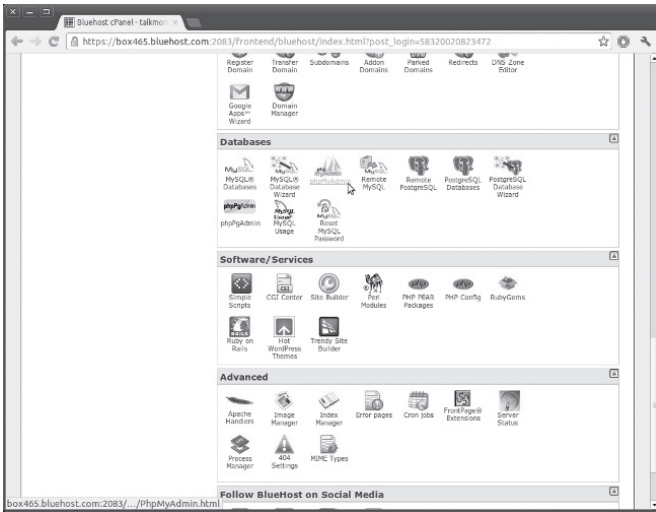 Bluehost cPanel - talkmor
https://box465.bluehost.com:2083/frontend/bluehost/index.html?post_login=58320020823472
Register Domain
Transfer Domain
Subdomains
Addon Domains
Parked Domains
Redirects
DNS Zone Editor
Google Apps™ Wizard
Domain Manager
Databases
MySQL® Databases
MySQL® Database Wizard
phpMyAdmin
Remote MySQL
Remote PostgreSQL
PostgreSQL Databases
PostgreSQL Database Wizard
phpPgAdmin
phpPgAdmin
MySQL Usage
Reset MySQL Password
Software/Services
Simple Scripts
CGI
CGI Center
Site Builder
Perl Modules
PHP PEAR Packages
PHP Config
RubyGems
Ruby on Rails
Hot WordPress Themes
Trendy Site Builder
Advanced
Apache Handlers
Image Manager
Index Manager
Error pages
Cron jobs
FrontPage® Extensions
Server Status
Process Manager
404 Settings
MIME Types
Follow BlueHost on Social Media
box465.bluehost.com:2083/.../PhpMyAdmin.html